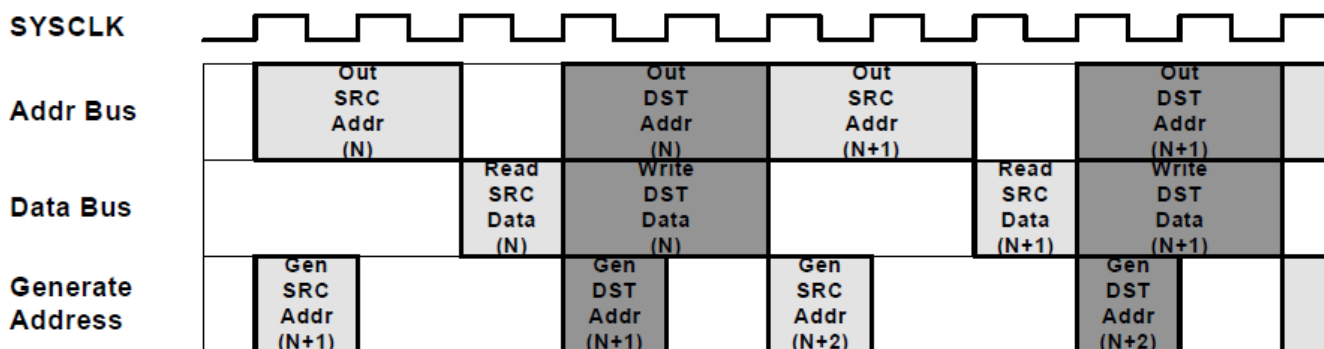 SYSCLK
Addr Bus
Out
SRC
Addr
(N)
Out
DST
Addr
(N)
Out
SRC
Addr
(N+1)
Out
DST
Addr
(N+1)
Data Bus
Read
SRC
Data
(N)
Write
DST
Data
(N)
Read
SRC
Data
(N+1)
Write
DST
Data
(N+1)
Generate
Address
Gen
SRC
Addr
(N+1)
Gen
DST
Addr
(N+1)
Gen
SRC
Addr
(N+2)
Gen
DST
Addr
(N+2)